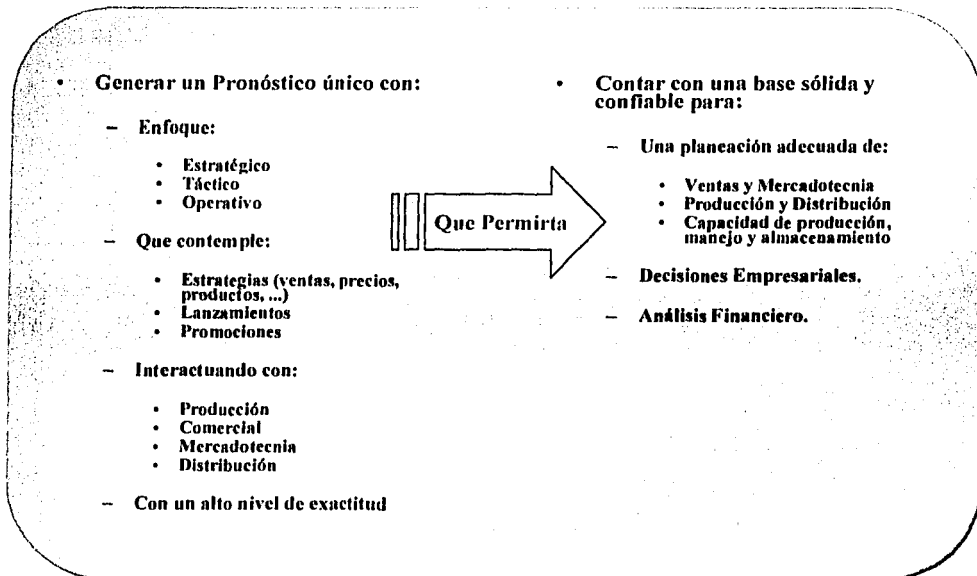 • Generar un Pronóstico único con:
– Enfoque:
• Estratégico
• Táctico
• Operativo
– Que contemple:
• Estrategias (ventas, precios,
productos, ...)
• Lanzamientos
• Promociones
– Interactuando con:
• Producción
• Comercial
• Mercadotecnia
• Distribución
– Con un alto nivel de exactitud
Que Permirta
• Contar con una base sólida y
confiable para:
– Una planeación adecuada de:
• Ventas y Mercadotecnia
• Producción y Distribución
• Capacidad de producción,
manejo y almacenamiento
– Decisiones Empresariales.
– Análisis Financiero.